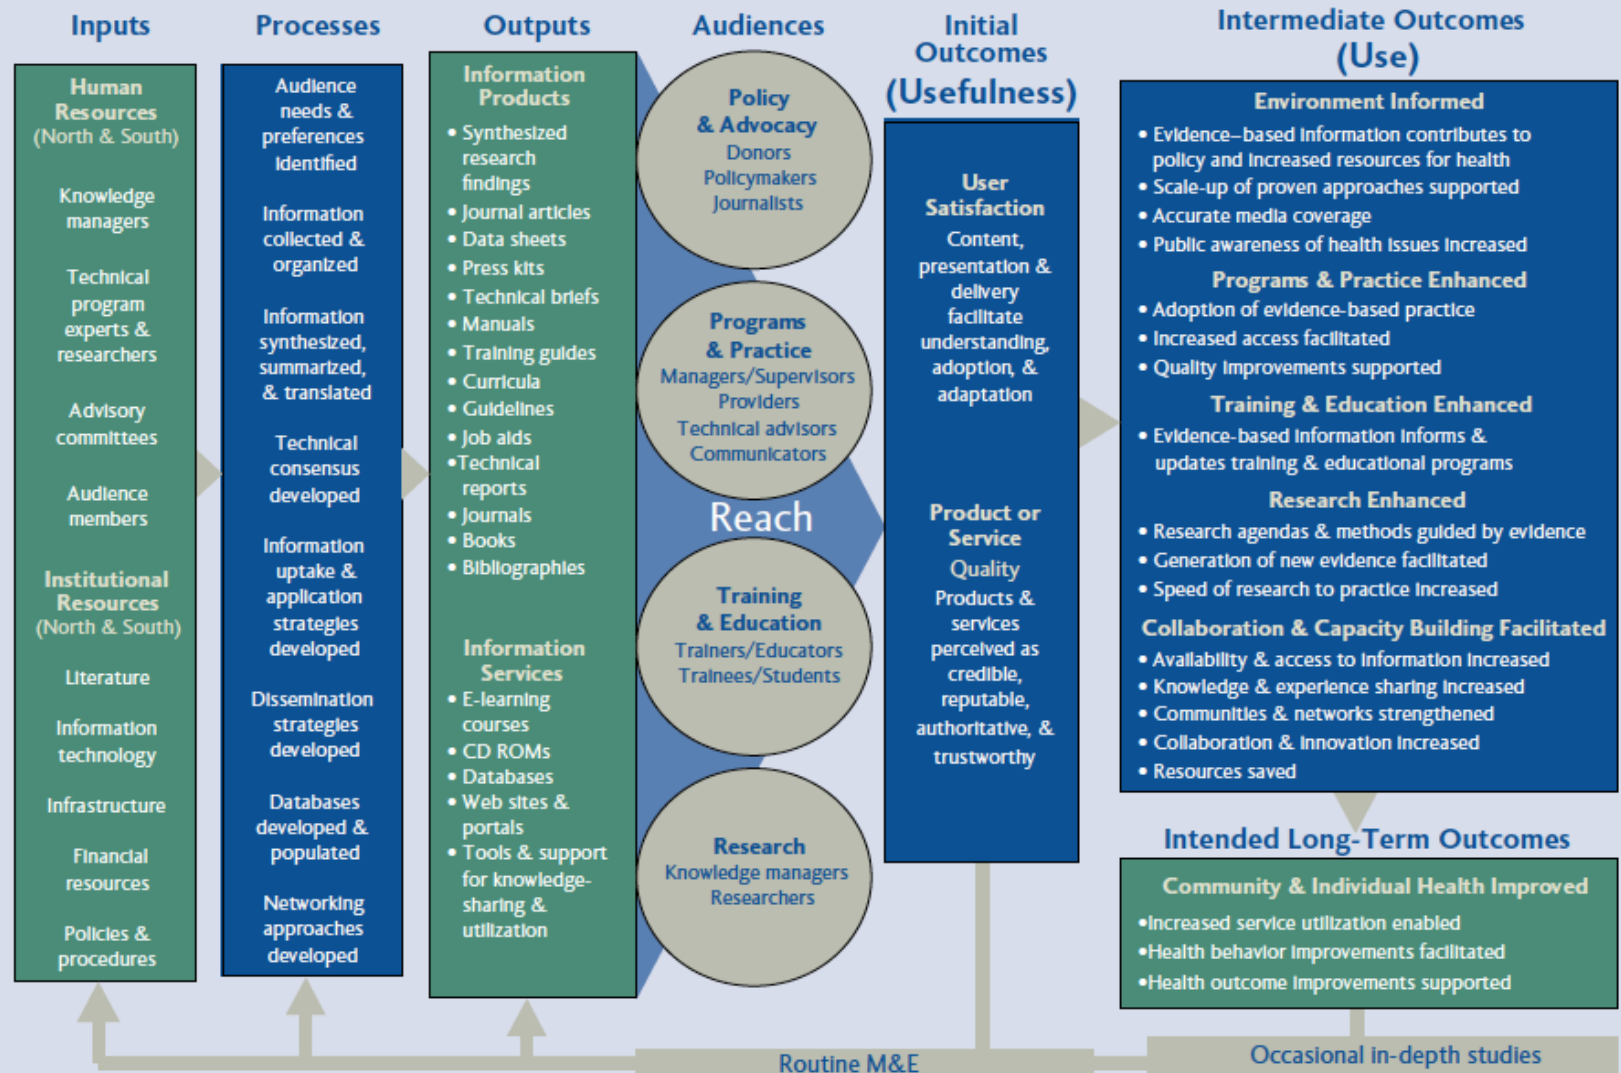 Inputs
Human
Resources
(North & South)
Knowledge
managers
Technical
program
experts &
researchers
Advisory
committees
Audience
members
Institutional
Resources
(North & South)
Literature
Information
technology
Infrastructure
Financial
resources
Policies &
procedures
Processes
Audience
needs &
preferences
identified
Information
collected &
organized
Information
synthesized,
summarized,
& translated
Technical
consensus
developed
Information
uptake &
application
strategies
developed
Dissemination
strategies
developed
Databases
developed &
populated
Networking
approaches
developed
Outputs
Information
Products
• Synthesized
research
findings
• Journal articles
• Data sheets
• Press kits
• Technical briefs
• Manuals
• Training guides
• Curricula
• Guidelines
• Job aids
•Technical
reports
• Journals
• Books
• Bibliographies
Information
Services
• E-learning
courses
• CD ROMs
• Databases
• Web sites &
portals
• Tools & support
for knowledge-
sharing &
utilization
Audiences
Policy
& Advocacy
Donors
Policymakers
Journalists
Programs
& Practice
Managers/Supervisors
Providers
Technical advisors
Communicators
Reach
Training
& Education
Trainers/Educators
Trainees/Students
Research
Knowledge managers
Researchers
Initial
Outcomes
(Usefulness)
User
Satisfaction
Content,
presentation &
delivery
facilitate
understanding,
adoption, &
adaptation
Product or
Service
Quality
Products &
services
perceived as
credible,
reputable,
authoritative, &
trustworthy
Intermediate Outcomes
(Use)
Environment Informed
• Evidence–based information contributes to
policy and increased resources for health
• Scale-up of proven approaches supported
• Accurate media coverage
• Public awareness of health issues increased
Programs & Practice Enhanced
• Adoption of evidence-based practice
• Increased access facilitated
• Quality improvements supported
Training & Education Enhanced
• Evidence-based information informs &
updates training & educational programs
Research Enhanced
• Research agendas & methods guided by evidence
• Generation of new evidence facilitated
• Speed of research to practice increased
Collaboration & Capacity Building Facilitated
• Availability & access to information increased
• Knowledge & experience sharing increased
• Communities & networks strengthened
• Collaboration & innovation increased
• Resources saved
Intended Long-Term Outcomes
Community & Individual Health Improved
•Increased service utilization enabled
•Health behavior improvements facilitated
•Health outcome improvements supported
Routine M&E
Occasional in-depth studies